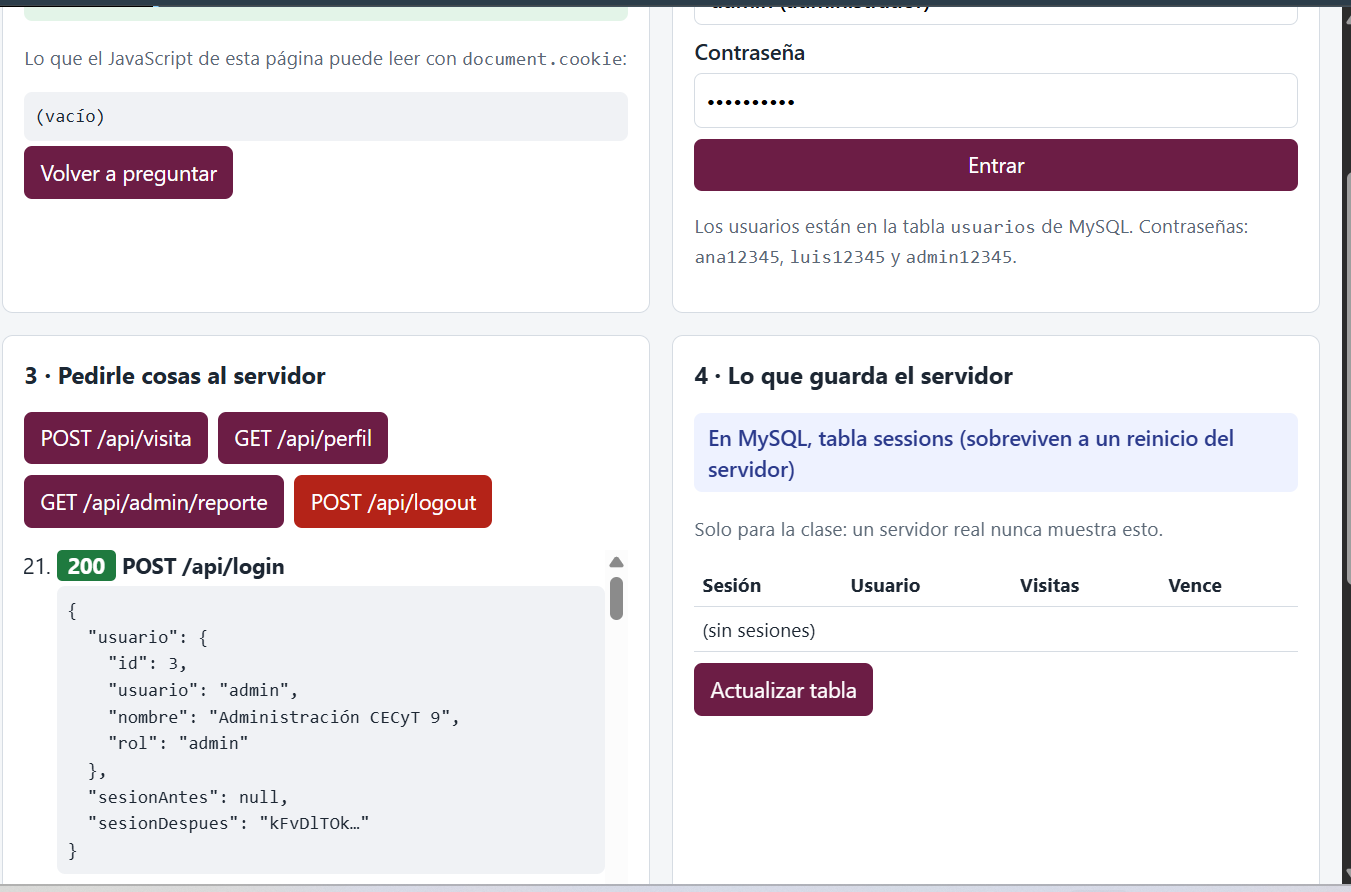 Lo que el JavaScript de esta página puede leer con document.cookie:
(vacío)
Volver a preguntar
Contraseña
••••••••••
Entrar
Los usuarios están en la tabla usuarios de MySQL. Contraseñas:
ana12345, luis12345 y admin12345.
3 · Pedirle cosas al servidor
POST /api/visita
GET /api/perfil
GET /api/admin/reporte
POST /api/logout
21. 200 POST /api/login
{
  "usuario": {
    "id": 3,
    "usuario": "admin",
    "nombre": "Administración CECyT 9",
    "rol": "admin"
  },
  "sesionAntes": null,
  "sesionDespues": "kFvDlTOk…"
}
4 · Lo que guarda el servidor
En MySQL, tabla sessions (sobreviven a un reinicio del
servidor)
Solo para la clase: un servidor real nunca muestra esto.
Sesión Usuario Visitas Vence
(sin sesiones)
Actualizar tabla